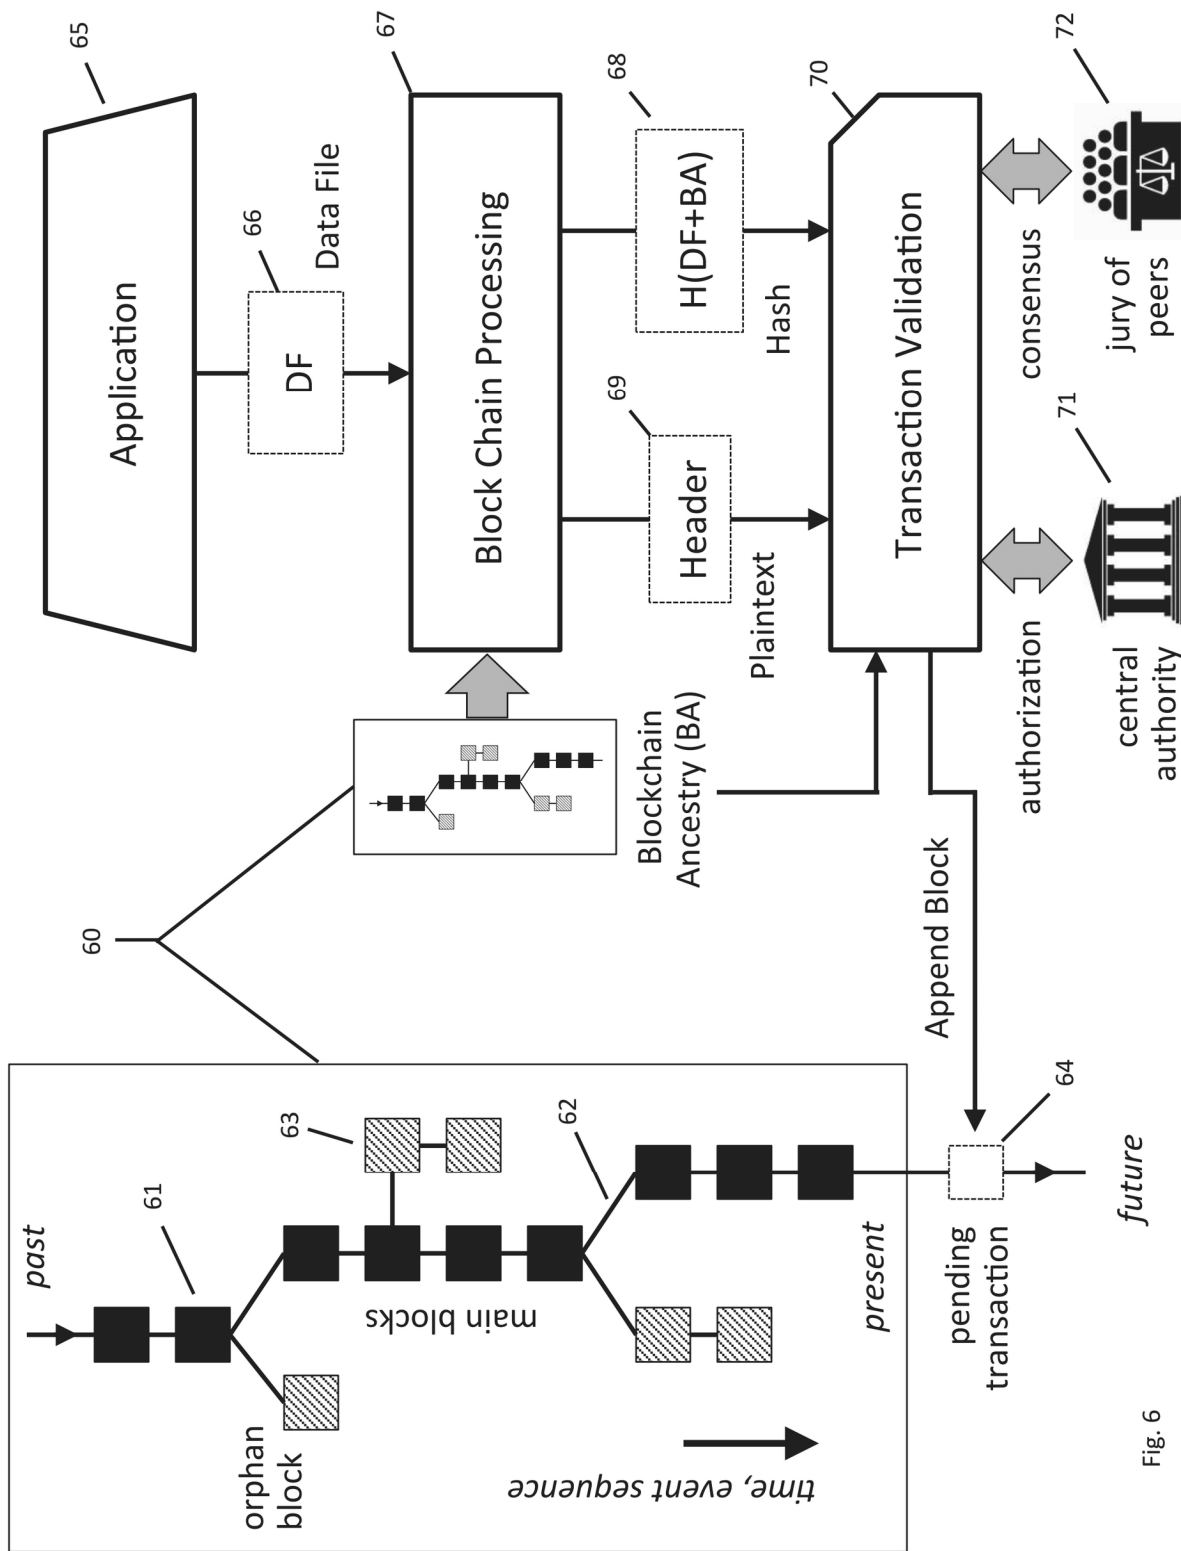 past
61
orphan
block
main blocks
63
62
time, event sequence
present
pending
transaction
64
future
Append Block
60
Blockchain
Ancestry (BA)
Application
65
DF
66
Data File
Block Chain Processing
67
Header
69
Plaintext
H(DF+BA)
68
Hash
Transaction Validation
70
authorization
central
authority
71
consensus
jury of
peers
72
Fig. 6